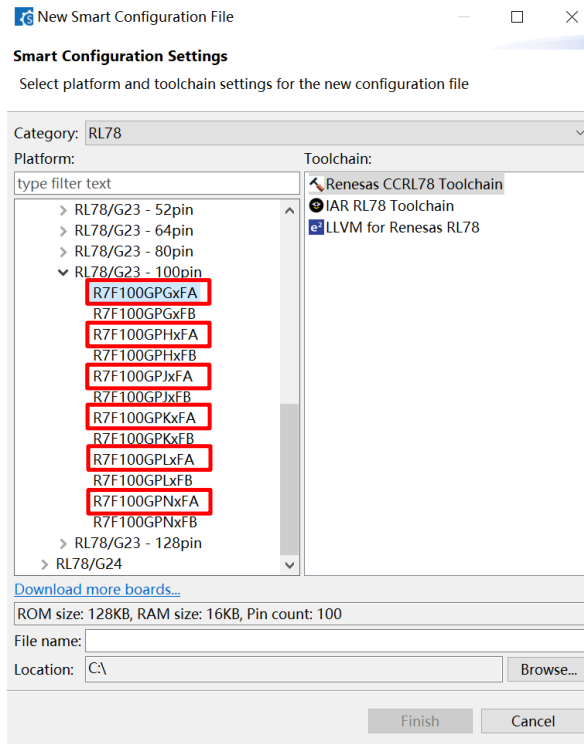 New Smart Configuration File
Smart Configuration Settings
Select platform and toolchain settings for the new configuration file
Category: RL78
Platform:
Toolchain:
type filter text
RL78/G23 - 52pin
RL78/G23 - 64pin
RL78/G23 - 80pin
RL78/G23 - 100pin
R7F100GPGxFA
R7F100GPGxFB
R7F100GPHxFA
R7F100GPHxFB
R7F100GPJxFA
R7F100GPJxFB
R7F100GPKxFA
R7F100GPKxFB
R7F100GPLxFA
R7F100GPLxFB
R7F100GPNxFA
R7F100GPNxFB
RL78/G23 - 128pin
RL78/G24
Renesas CCRL78 Toolchain
IAR RL78 Toolchain
LLVM for Renesas RL78
Download more boards...
ROM size: 128KB, RAM size: 16KB, Pin count: 100
File name:
Location: C:\ Browse...
Finish Cancel